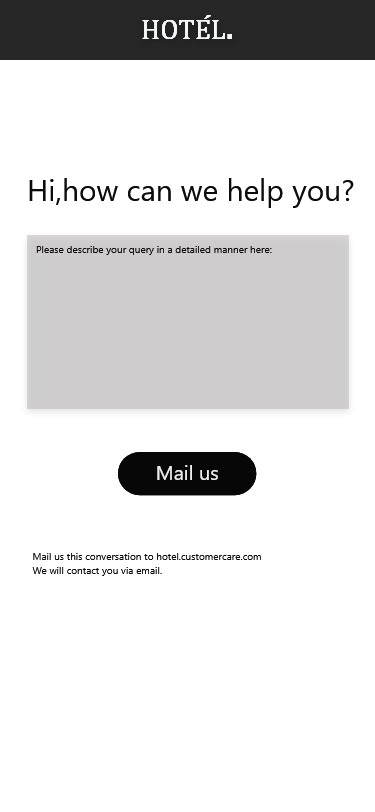 HOTÉL.
Hi,how can we help you?
Please describe your query in a detailed manner here:
Mail us
Mail us this conversation to hotel.customercare.com
We will contact you via email.